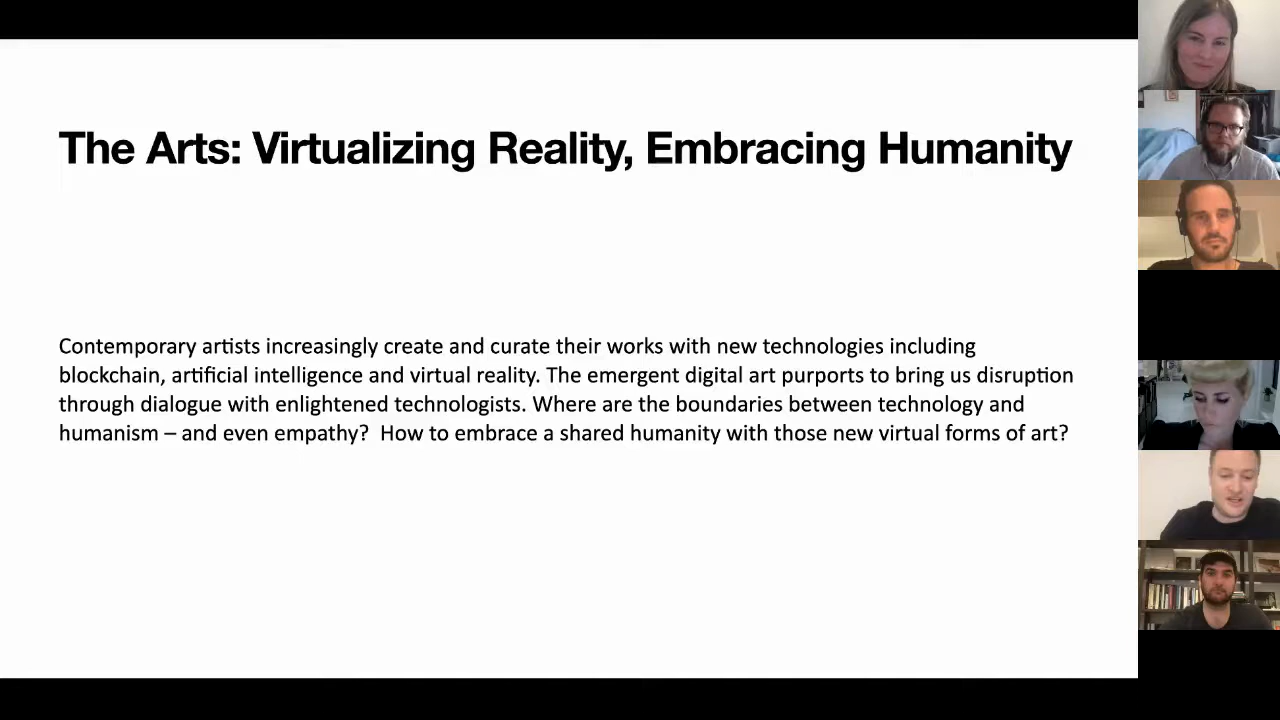 The Arts: Virtualizing Reality, Embracing Humanity
Contemporary artists increasingly create and curate their works with new technologies including
blockchain, artificial intelligence and virtual reality. The emergent digital art purports to bring us disruption
through dialogue with enlightened technologists. Where are the boundaries between technology and
humanism – and even empathy?  How to embrace a shared humanity with those new virtual forms of art?